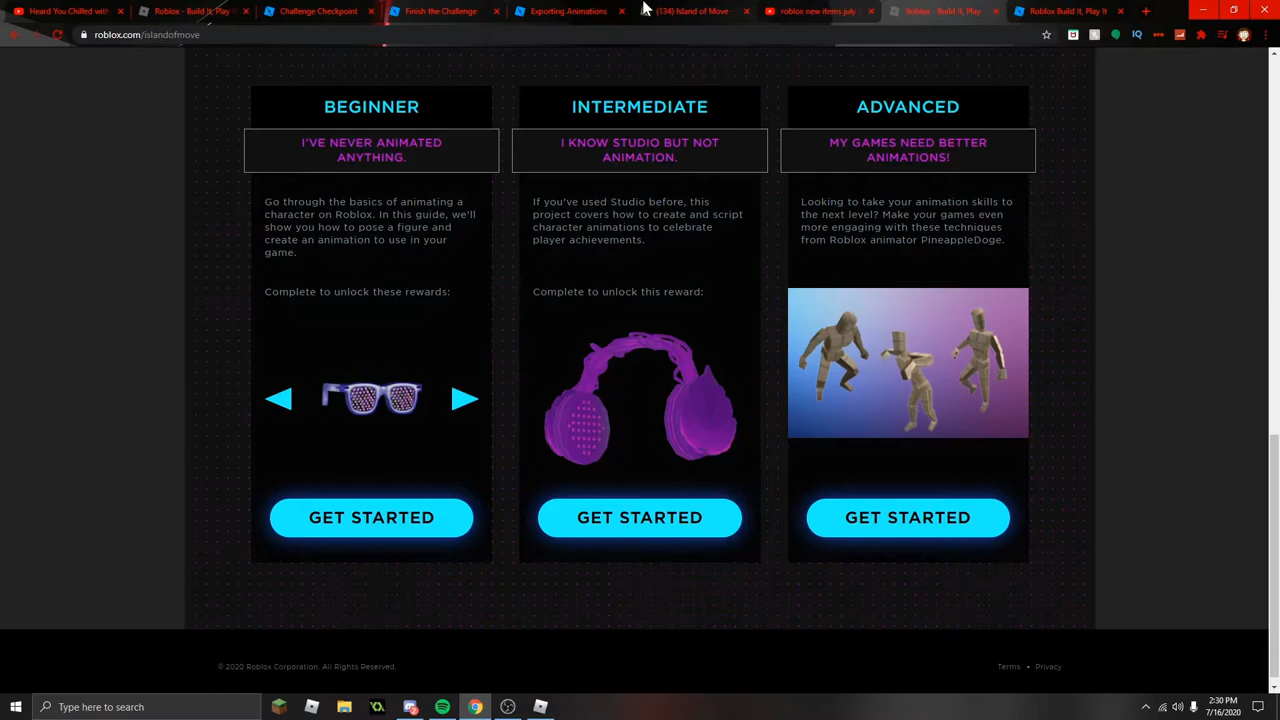 Heard You Chilled with
Roblox - Build It, Play
Challenge Checkpoint
Finish the Challenge
Exporting Animations
(134) Island of Move -
roblox new items july
Roblox - Build It, Play
Roblox Build It, Play It
roblox.com/islandofmove
IQ
BEGINNER
I'VE NEVER ANIMATED
ANYTHING.
Go through the basics of animating a
character on Roblox. In this guide, we'll
show you how to pose a figure and
create an animation to use in your
game.
Complete to unlock these rewards:
GET STARTED
INTERMEDIATE
I KNOW STUDIO BUT NOT
ANIMATION.
If you've used Studio before, this
project covers how to create and script
character animations to celebrate
player achievements.
Complete to unlock this reward:
GET STARTED
ADVANCED
MY GAMES NEED BETTER
ANIMATIONS!
Looking to take your animation skills to
the next level? Make your games even
more engaging with these techniques
from Roblox animator PineappleDoge.
GET STARTED
© 2020 Roblox Corporation. All Rights Reserved.
Terms • Privacy
Type here to search
2:30 PM
7/16/2020